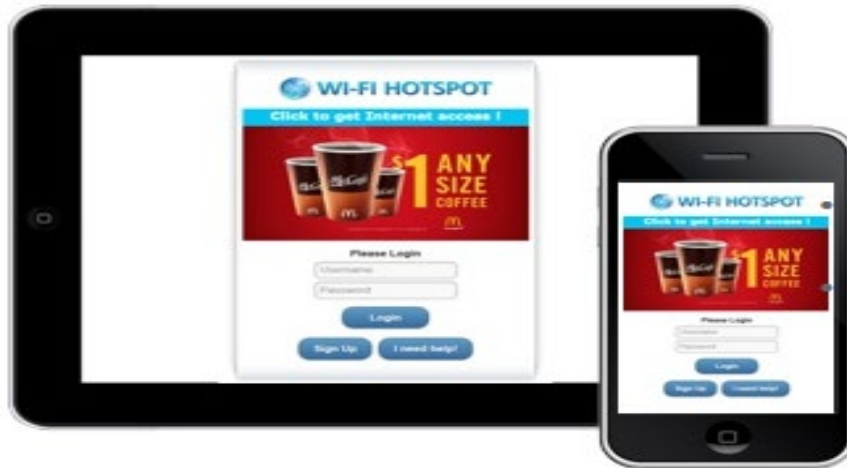 WI-FI HOTSPOT
Click to get Internet access !
McCafé
$1 ANY
SIZE
COFFEE
Please Login
Username
Password
Login
Sign Up
I need help!
WI-FI HOTSPOT
Click to get Internet access !
McCafé
$1 ANY
SIZE
COFFEE
Please Login
Username
Password
Login
Sign Up
I need help!